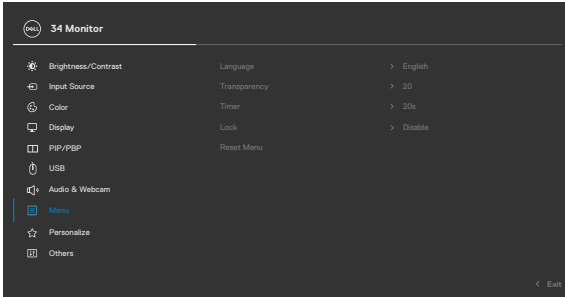 DELL 34 Monitor
Brightness/Contrast Language > English
Input Source Transparency > 20
Color Timer > 20s
Display Lock > Disable
PIP/PBP Reset Menu
USB
Audio & Webcam
Menu
Personalize
Others
< Exit